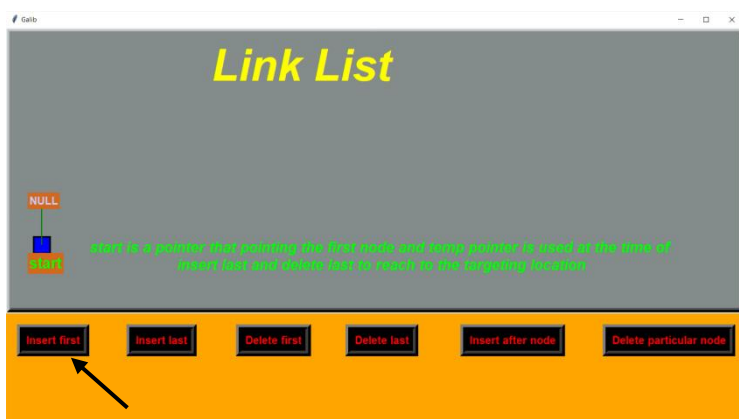 Galib
Link List
NULL
start
start is a pointer that pointing the first node and temp pointer is used at the time of
insert last and delete last to reach to the targeting location
Insert first
Insert last
Delete first
Delete last
Insert after node
Delete particular node